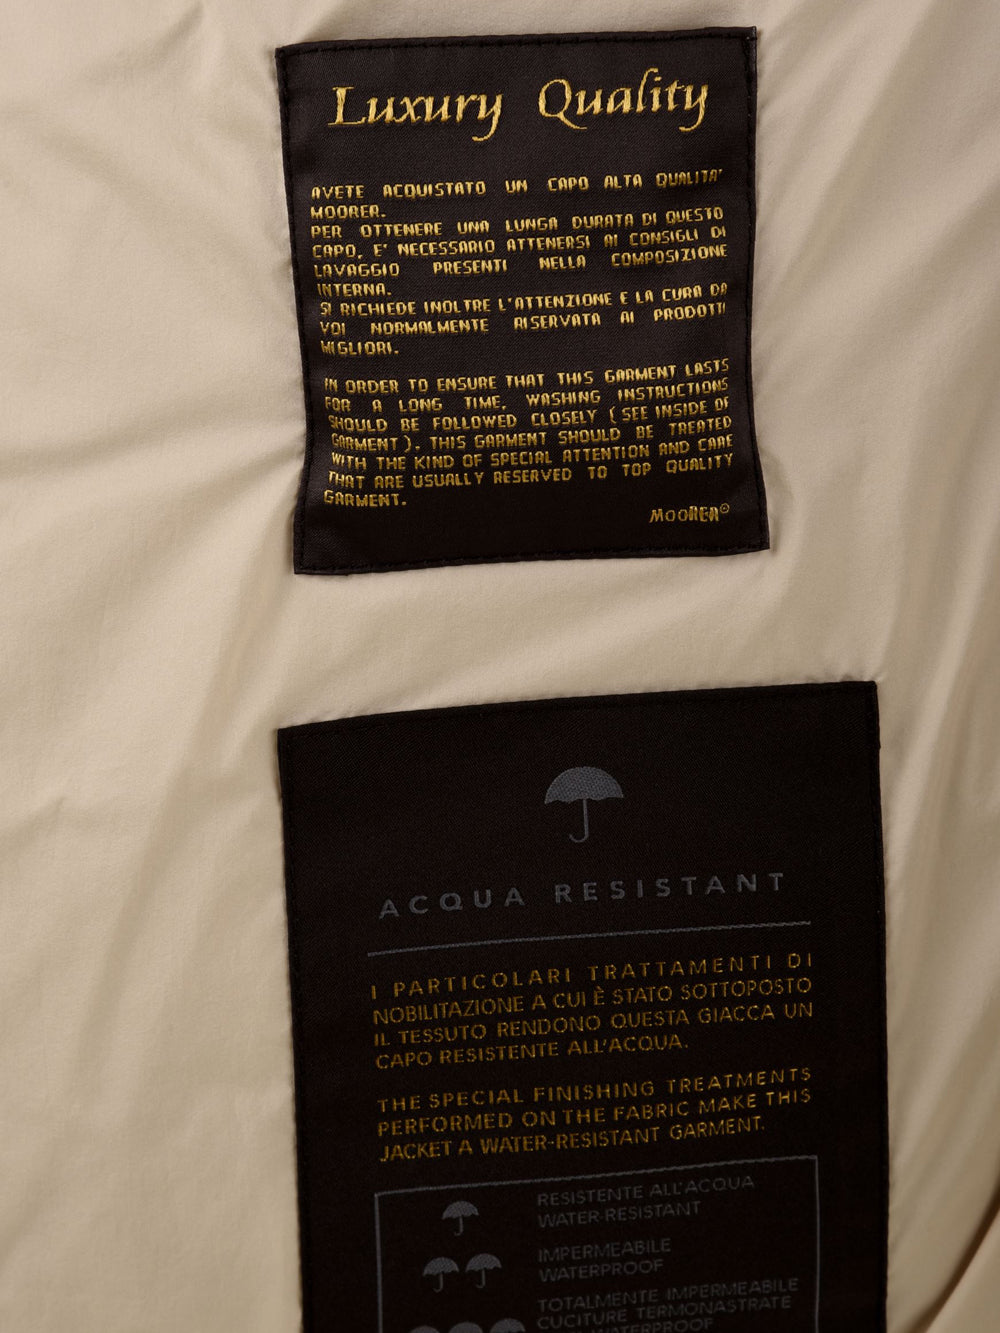 Luxury Quality
AVETE ACQUISTATO UN CAPO ALTA QUALITA'
MOORER.
PER OTTENERE UNA LUNGA DURATA DI QUESTO
CAPO, E' NECESSARIO ATTENERSI AI CONSIGLI DI
LAVAGGIO PRESENTI NELLA COMPOSIZIONE
INTERNA.
SI RICHIEDE INOLTRE L'ATTENZIONE E LA CURA DA
VOI NORMALMENTE RISERVATA AI PRODOTTI
MIGLIORI.
IN ORDER TO ENSURE THAT THIS GARMENT LASTS
FOR A LONG TIME, WASHING INSTRUCTIONS
SHOULD BE FOLLOWED CLOSELY (SEE INSIDE OF
GARMENT). THIS GARMENT SHOULD BE TREATED
WITH THE KIND OF SPECIAL ATTENTION AND CARE
THAT ARE USUALLY RESERVED TO TOP QUALITY
GARMENT.
MOORER®
ACQUA RESISTANT
I PARTICOLARI TRATTAMENTI DI
NOBILITAZIONE A CUI È STATO SOTTOPOSTO
IL TESSUTO RENDONO QUESTA GIACCA UN
CAPO RESISTENTE ALL'ACQUA.
THE SPECIAL FINISHING TREATMENTS
PERFORMED ON THE FABRIC MAKE THIS
JACKET A WATER-RESISTANT GARMENT.
RESISTENTE ALL'ACQUA
WATER-RESISTANT
IMPERMEABILE
WATERPROOF
TOTALMENTE IMPERMEABILE
CUCITURE TERMONASTRATE
WATERPROOF